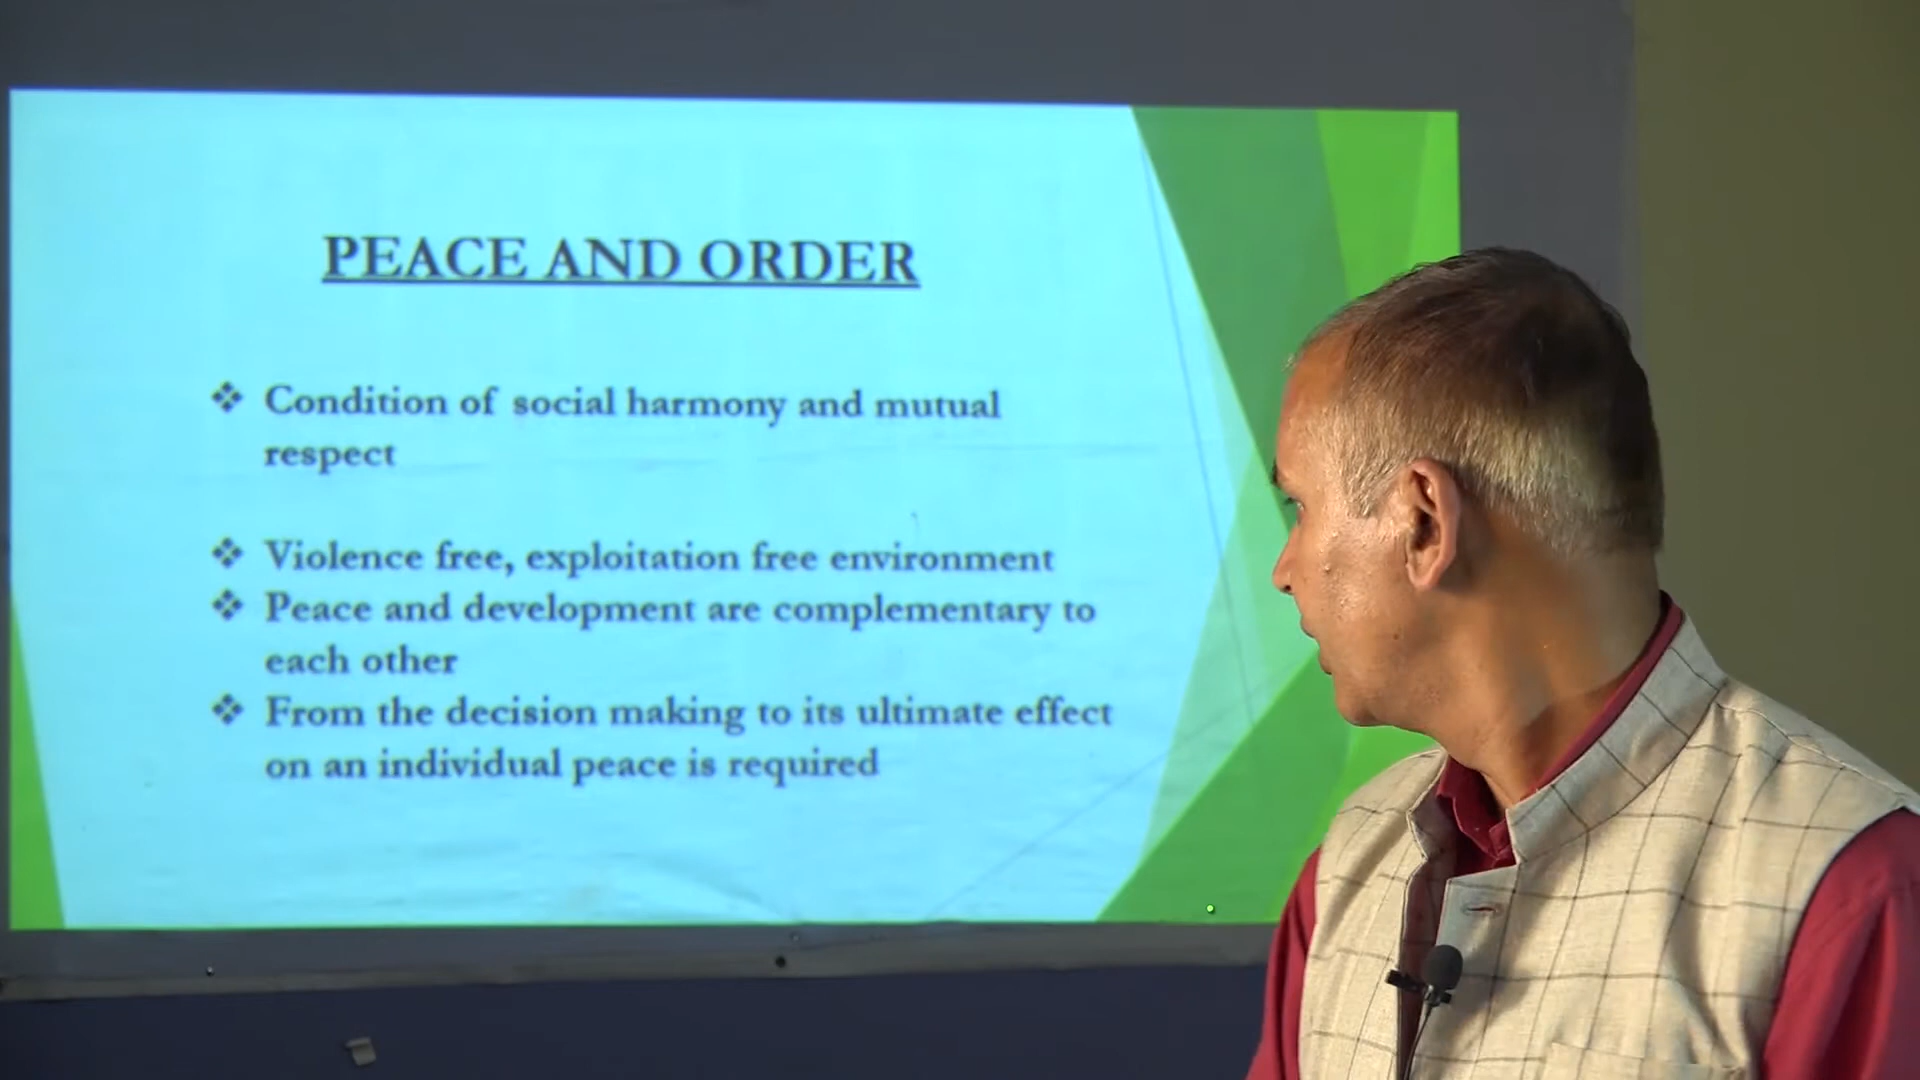 PEACE AND ORDER
❖ Condition of social harmony and mutual
respect
❖ Violence free, exploitation free environment
❖ Peace and development are complementary to
each other
❖ From the decision making to its ultimate effect
on an individual peace is required